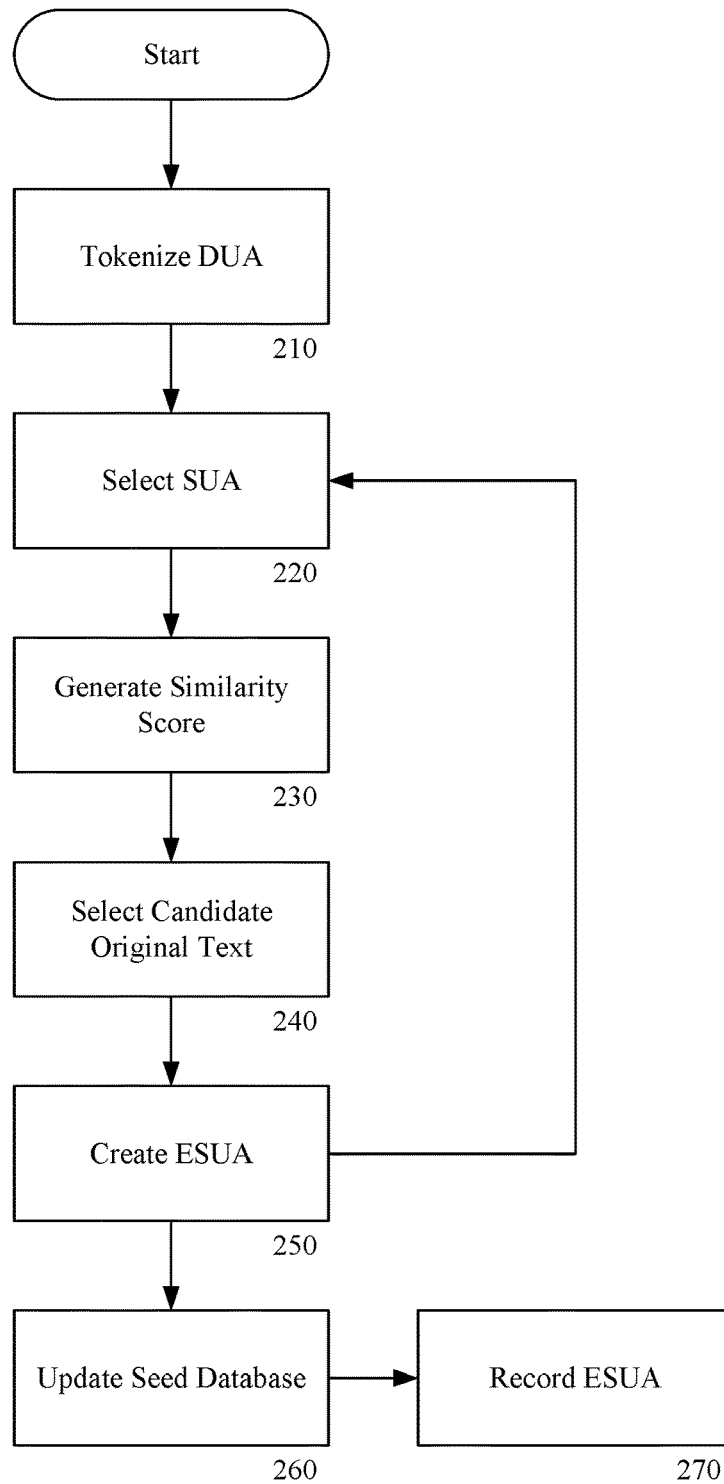 Start
Tokenize DUA
210
Select SUA
220
Generate Similarity
Score
230
Select Candidate
Original Text
240
Create ESUA
250
Update Seed Database
260
Record ESUA
270